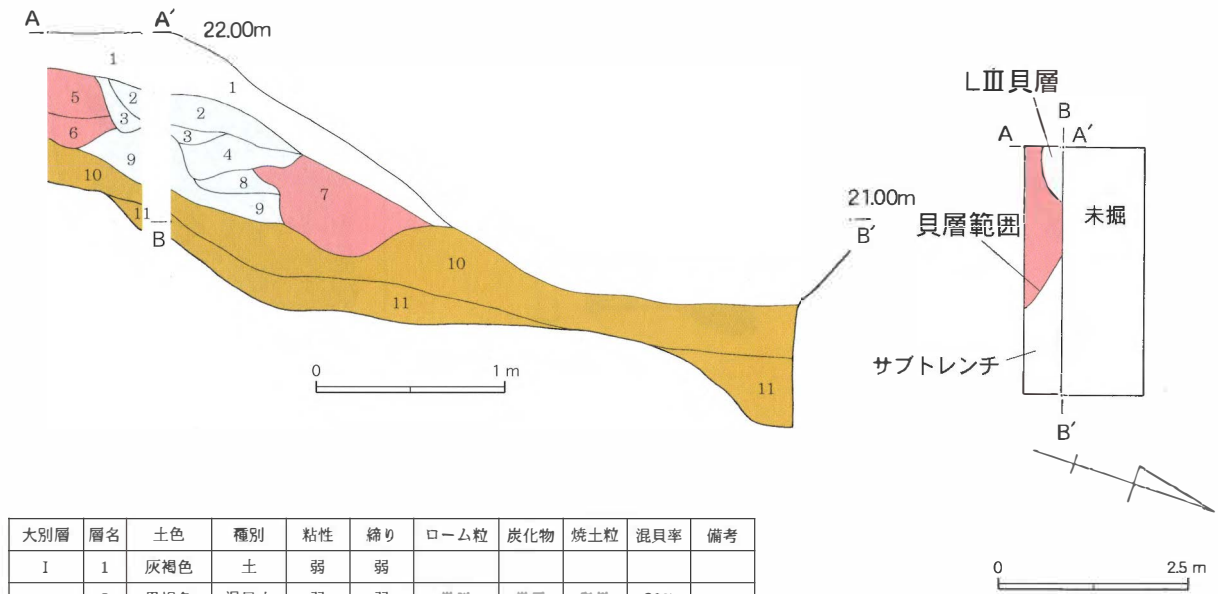 A A′ 22.00m
1
1
5 2 2
3 3
6 4
9 8 7
10 9
11 10
B
11
11
21.00m
B′
0 1 m
LⅢ貝層
B
A A′
貝層範囲
未掘
サブトレンチ
B′
0 2.5 m
大別層 層名 土色 種別 粘性 締り ローム粒 炭化物 焼土粒 混貝率 備考
I 1 灰褐色 土 弱 弱